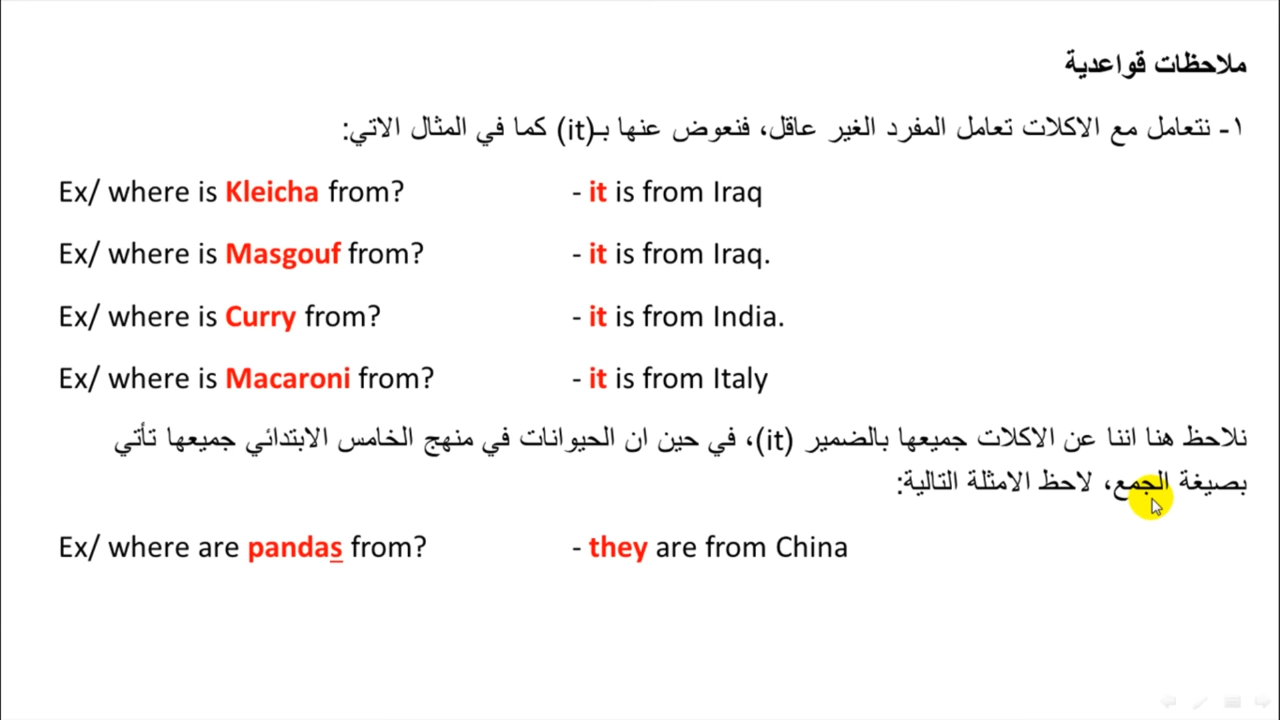 ملاحظات قواعدية
١- نتعامل مع الاكلات تعامل المفرد الغير عاقل، فنعوض عنها بـ(it) كما في المثال الاتي:
Ex/ where is Kleicha from? - it is from Iraq
Ex/ where is Masgouf from? - it is from Iraq.
Ex/ where is Curry from? - it is from India.
Ex/ where is Macaroni from? - it is from Italy
نلاحظ هنا اننا عن الاكلات جميعها بالضمير (it)، في حين ان الحيوانات في منهج الخامس الابتدائي جميعها تأتي
بصيغة الجمع، لاحظ الامثلة التالية:
Ex/ where are pandas from? - they are from China